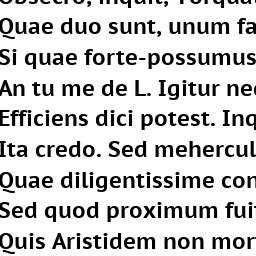 Obsecro, inquit, Torqua
Quae duo sunt, unum fa
Si quae forte-possumus
An tu me de L. Igitur ne
Efficiens dici potest. Inq
Ita credo. Sed mehercul
Quae diligentissime con
Sed quod proximum fui
Quis Aristidem non mor